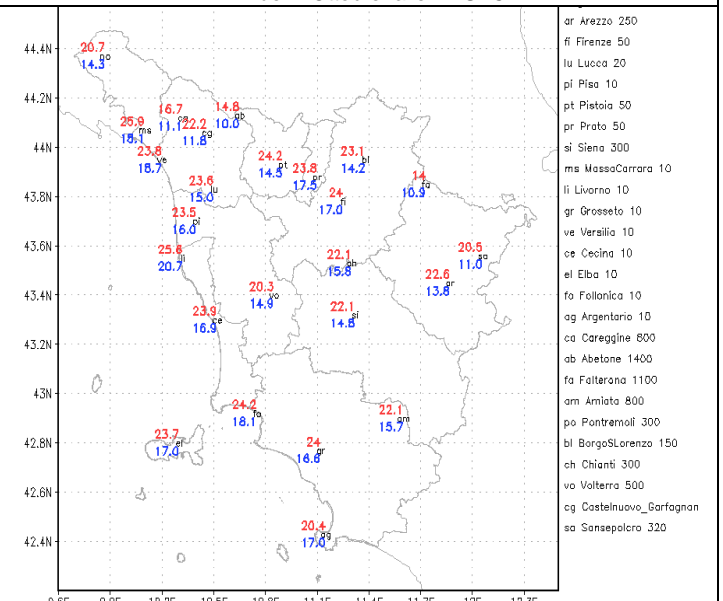 44.4N
44.2N
44N
43.8N
43.6N
43.4N
43.2N
43N
42.8N
42.6N
42.4N
20.7
14.3 po
16.7
11.1 ca
14.8
10.0 ab
ms
22.2
11.8 cg
23.8
ve
24.2
14.5 pt
23.8
17.5 pr
23.1
14.2 bl
14
10.9 fa
23.6
15.0 lu
24
17.0 fi
23.5
16.0 pi
20.7 li
22.1
15.8 ch
20.5
11.0 sa
22.6
13.8 ar
20.3
14.9 vo
23.9
16.9 ce
22.1
14.8 si
24.2
18.1 fo
22.1
15.7 am
23.7
17.0 el
24
16.6 gr
20.4
17.0 ag
ar Arezzo 250
fi Firenze 50
lu Lucca 20
pi Pisa 10
pt Pistoia 50
pr Prato 50
si Siena 300
ms MassaCarrara 10
li Livorno 10
gr Grosseto 10
ve Versilia 10
ce Cecina 10
el Elba 10
fo Follonica 10
ag Argentario 10
ca Careggine 800
ab Abetone 1400
fa Falterona 1100
am Amiata 800
po Pontremoli 300
bl BorgoSLorenzo 150
ch Chianti 300
vo Volterra 500
cg Castelnuovo_Garfagnan
sa Sansepolcro 320